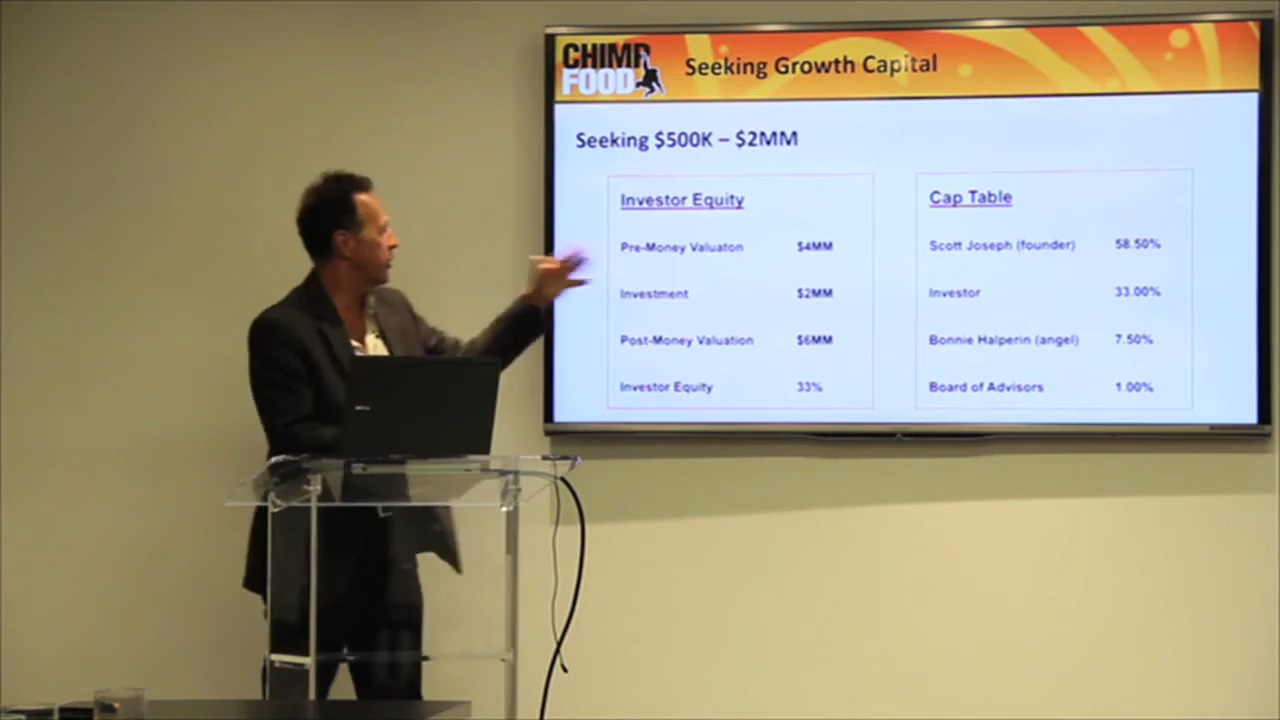 CHIMP
FOOD
Seeking Growth Capital
Seeking $500K – $2MM
Investor Equity
Pre-Money Valuaton $4MM
Investment $2MM
Post-Money Valuation $6MM
Investor Equity 33%
Cap Table
Scott Joseph (founder) 58.50%
Investor 33.00%
Bonnie Halperin (angel) 7.50%
Board of Advisors 1.00%